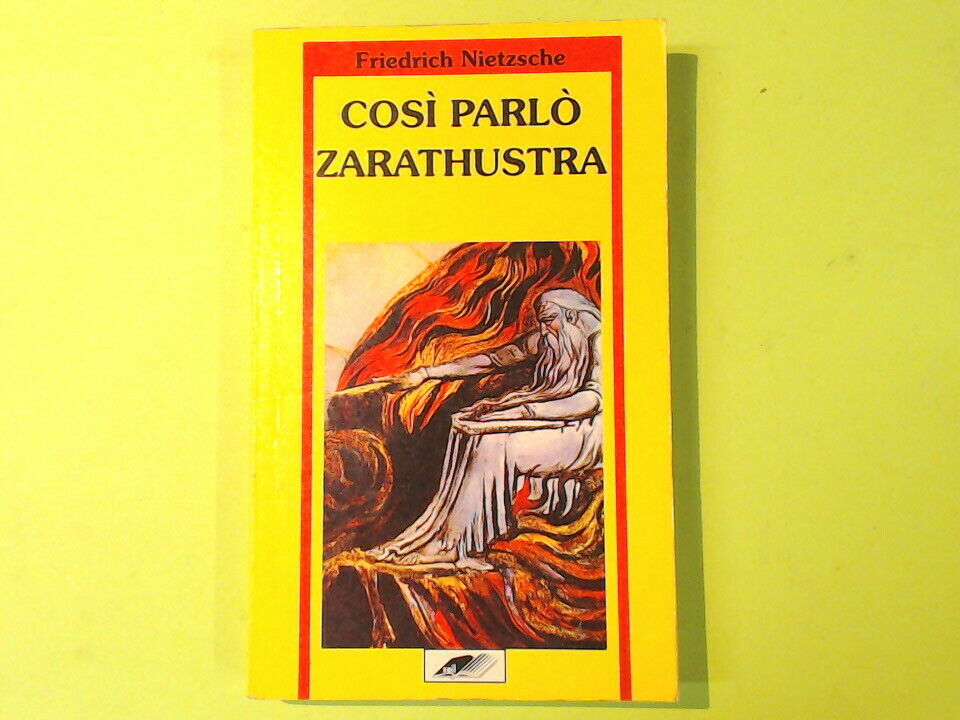 Friedrich Nietzsche
COSÌ PARLÒ
ZARATHUSTRA